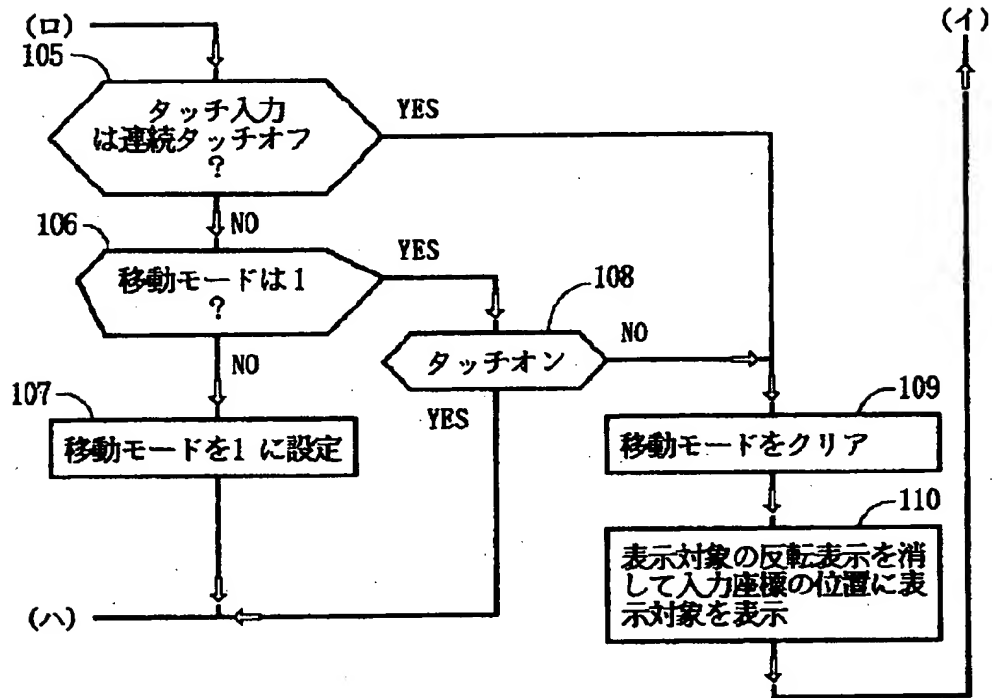 (ロ)
(イ)
105
タッチ入力
は連続タッチオフ
?
YES
NO
106
移動モードは1
?
YES
NO
108
タッチオン
NO
YES
107
移動モードを1 に設定
109
移動モードをクリア
110
表示対象の反転表示を消
して入力座標の位置に表
示対象を表示
(ハ)